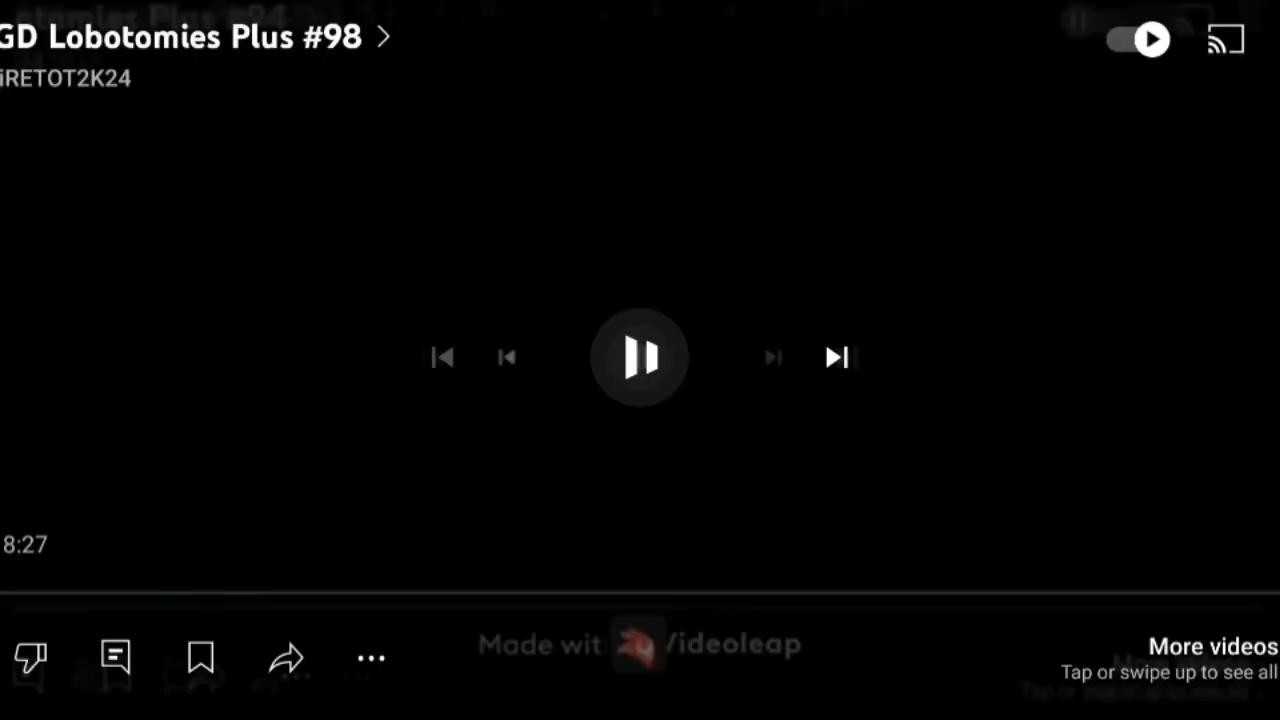 GD Lobotomies Plus #98
iRETOT2K24
8:27
Made wit Videoleap
More videos
Tap or swipe up to see all